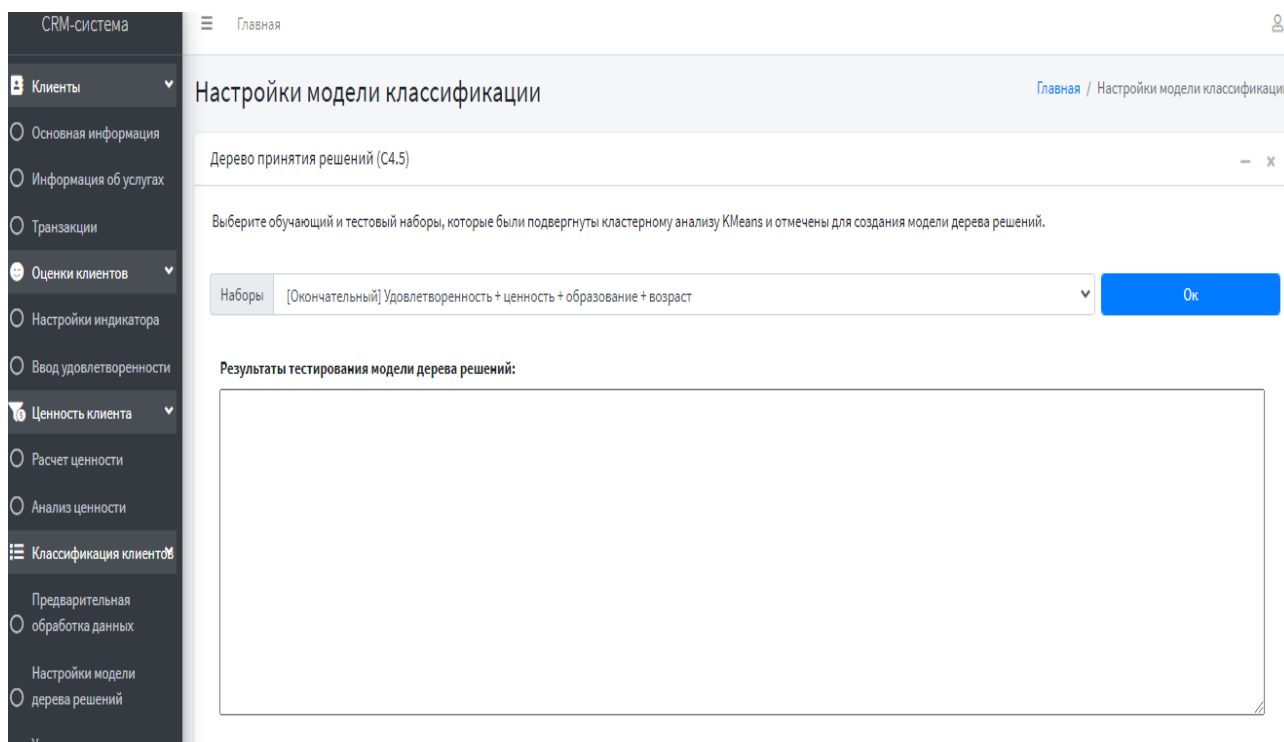 CRM-система
Клиенты
Основная информация
Информация об услугах
Транзакции
Оценки клиентов
Настройки индикатора
Ввод удовлетворенности
Ценность клиента
Расчет ценности
Анализ ценности
Классификация клиентов
Предварительная
обработка данных
Настройки модели
дерева решений
Главная
Настройки модели классификации
Главная / Настройки модели классификаци
Дерево принятия решений (C4.5)
Выберите обучающий и тестовый наборы, которые были подвергнуты кластерному анализу KMeans и отмечены для создания модели дерева решений.
Наборы [Окончательный] Удовлетворенность + ценность + образование + возраст Ок
Результаты тестирования модели дерева решений: